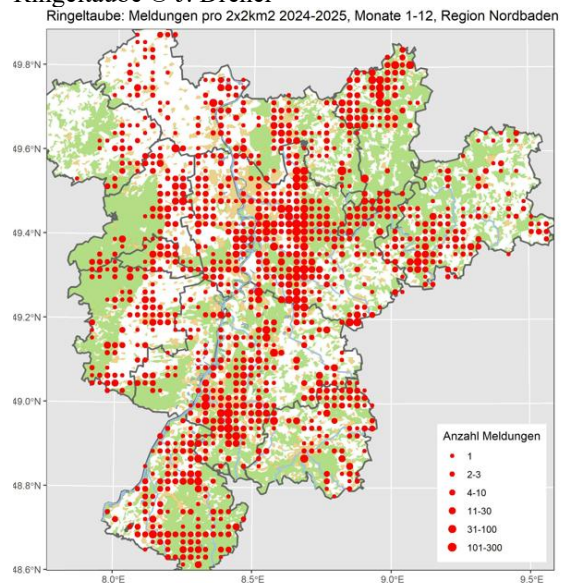 Ringeltaube: Meldungen pro 2x2km2 2024-2025, Monate 1-12, Region Nordbaden
49.8°N
49.6°N
49.4°N
49.2°N
49.0°N
48.8°N
48.6°N
8.0°E
8.5°E
9.0°E
9.5°E
Anzahl Meldungen
1
2-3
4-10
11-30
31-100
101-300